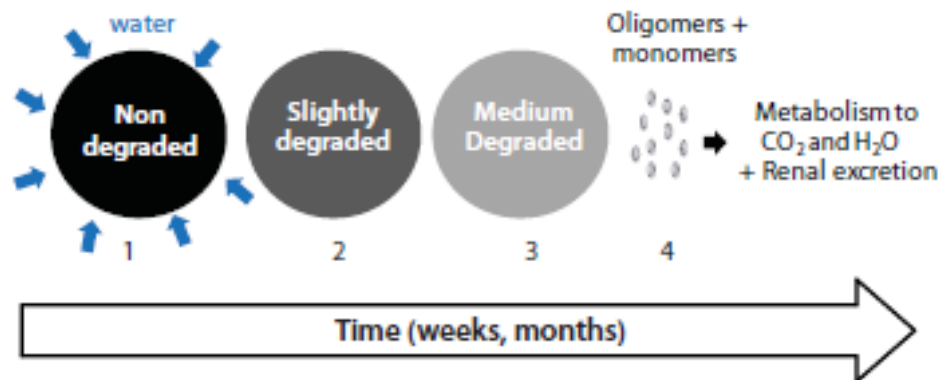 water
Non
degraded
Slightly
degraded
Medium
Degraded
Oligomers +
monomers
Metabolism to
CO₂ and H₂O
+ Renal excretion
1
2
3
4
Time (weeks, months)